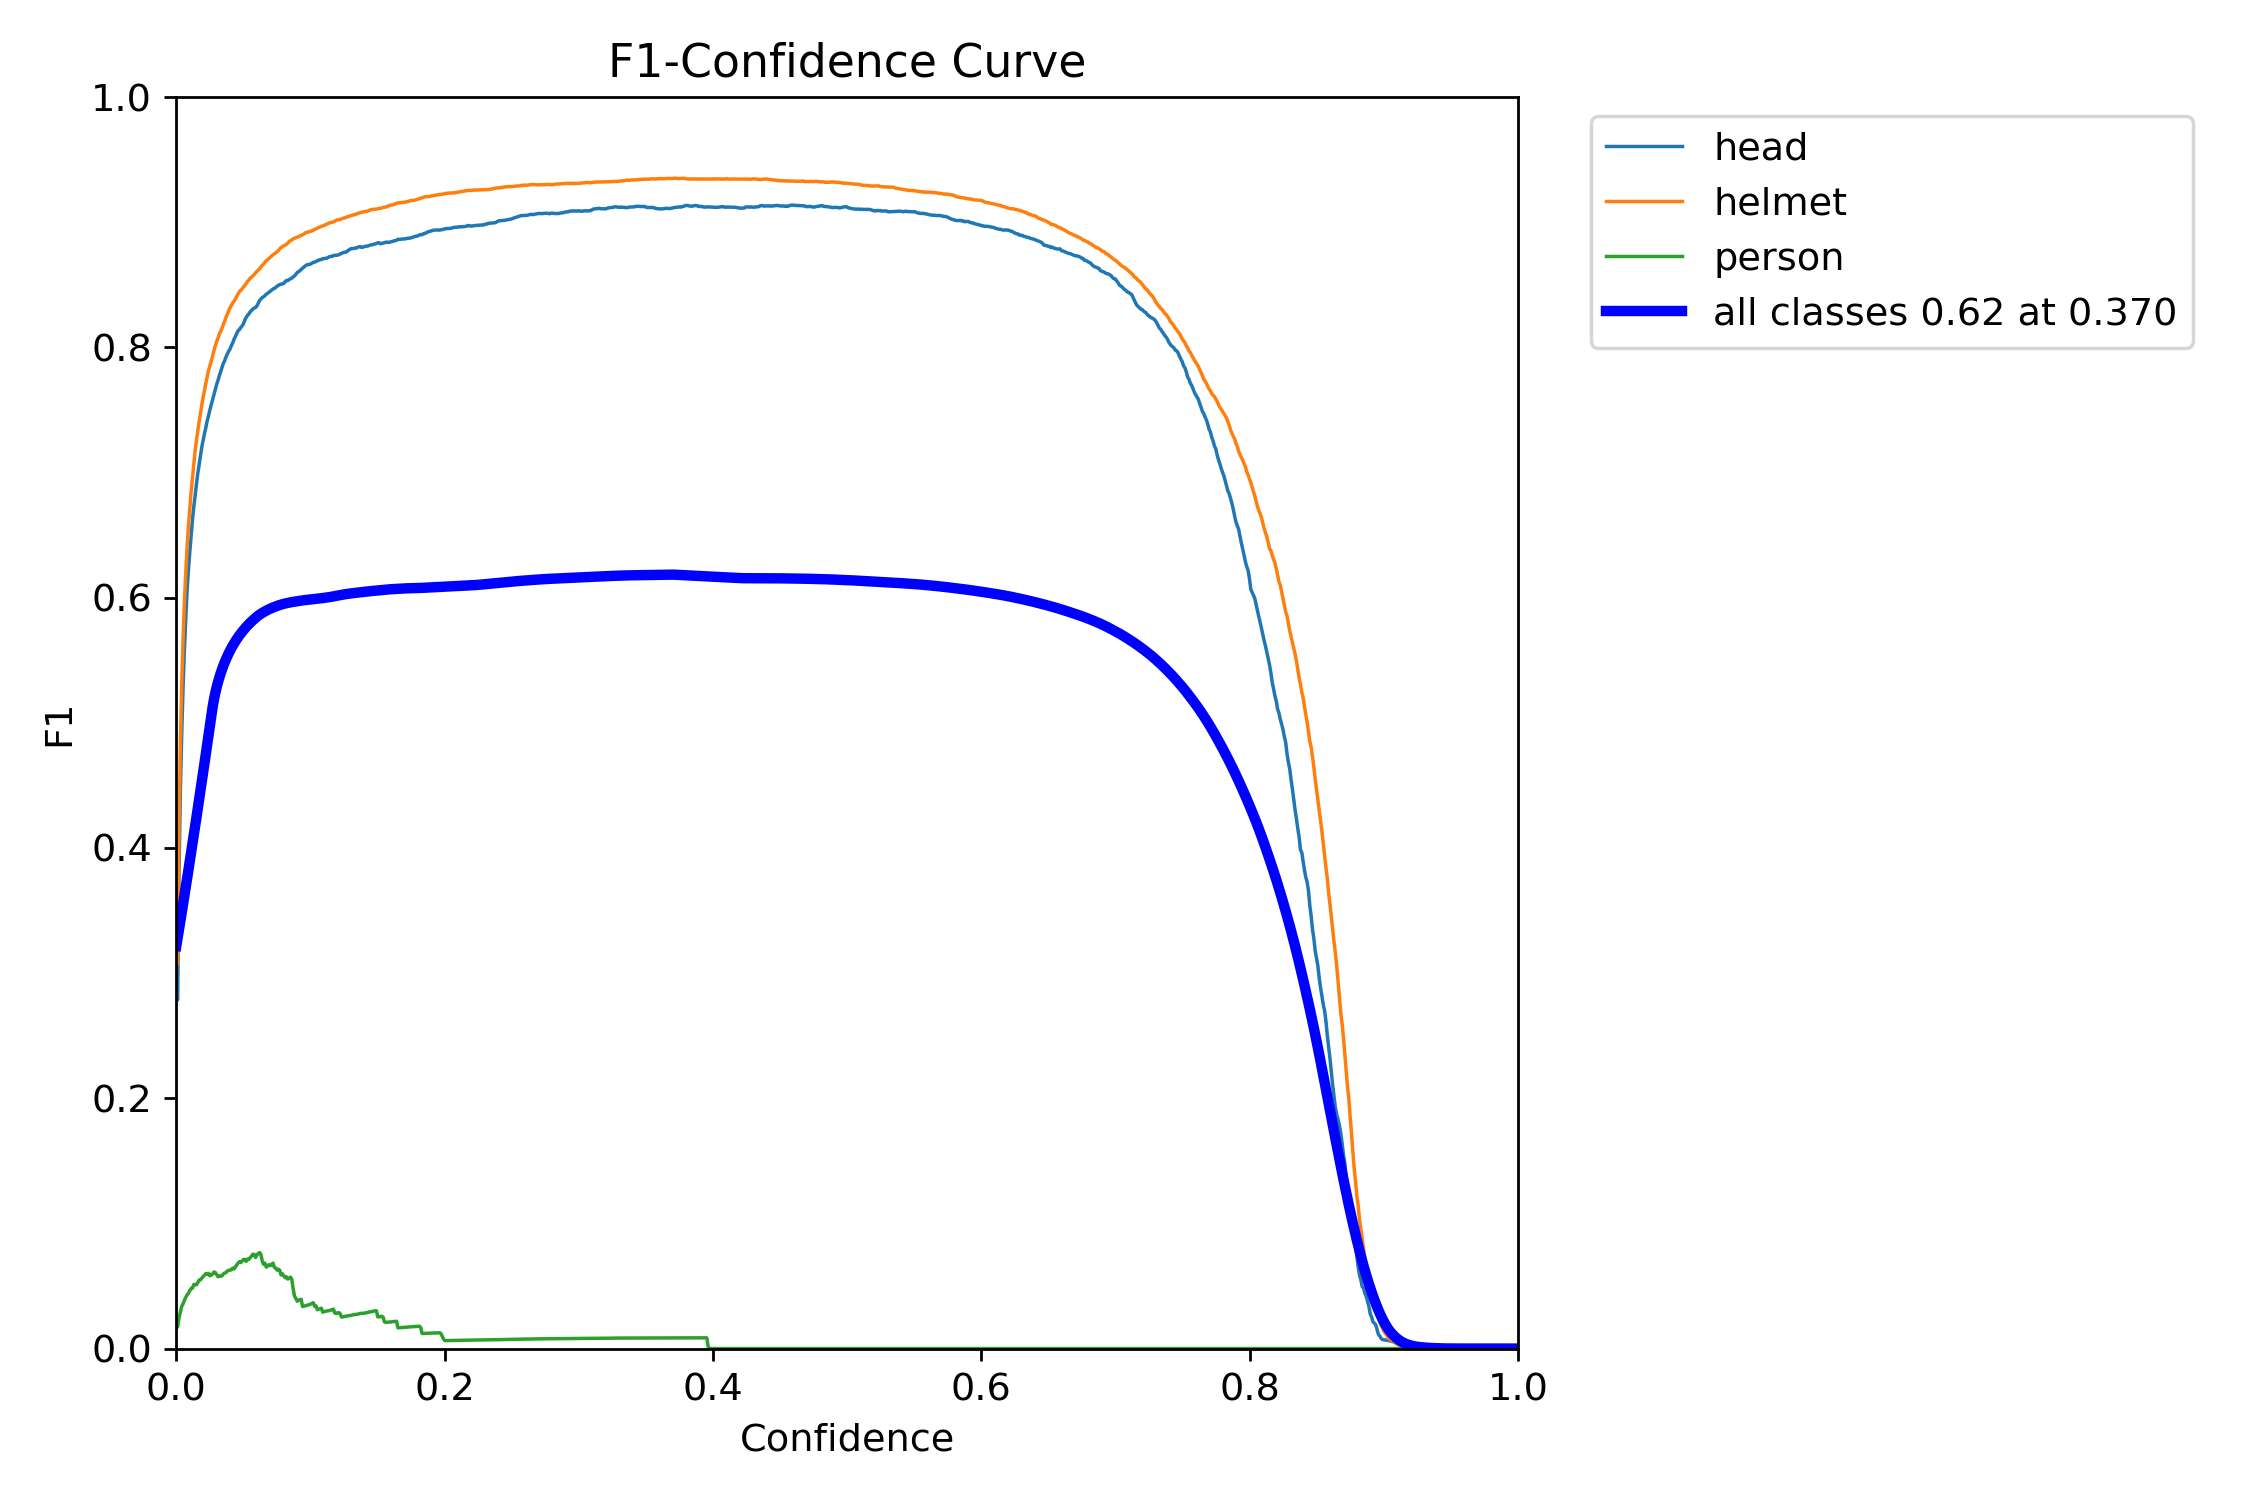 F1-Confidence Curve
1.0
0.8
0.6
0.4
0.2
0.0
F1
0.0 0.2 0.4 0.6 0.8 1.0
Confidence
head
helmet
person
all classes 0.62 at 0.370